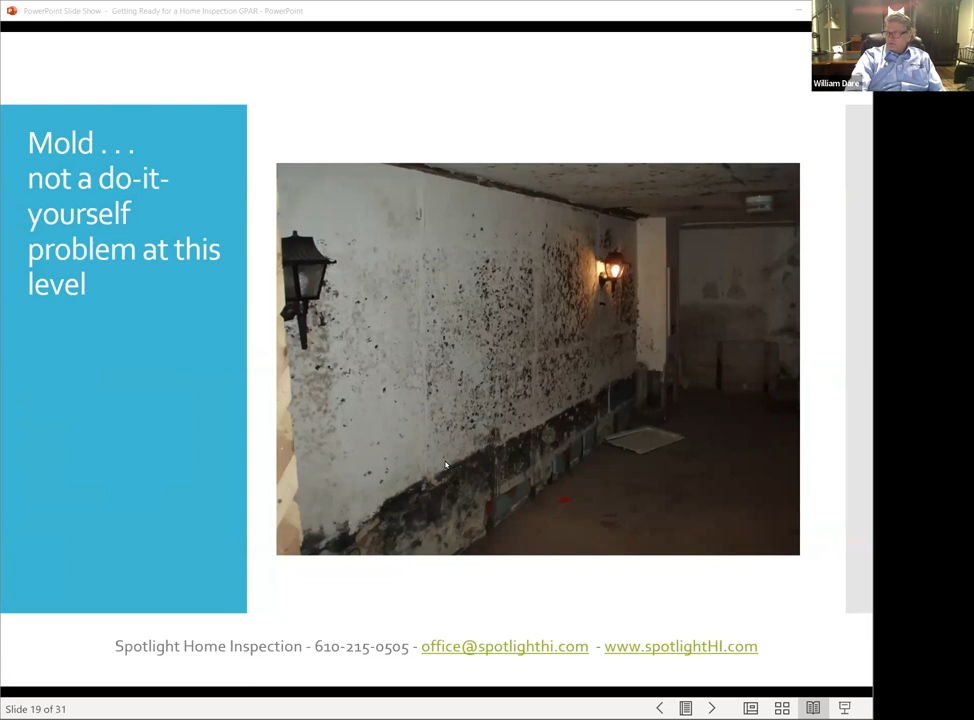 PowerPoint Slide Show - Getting Ready for a Home Inspection GPAR - PowerPoint
William Dare
Mold . . .
not a do-it-
yourself
problem at this
level
Spotlight Home Inspection - 610-215-0505 - office@spotlighthi.com - www.spotlightHI.com
Slide 19 of 31